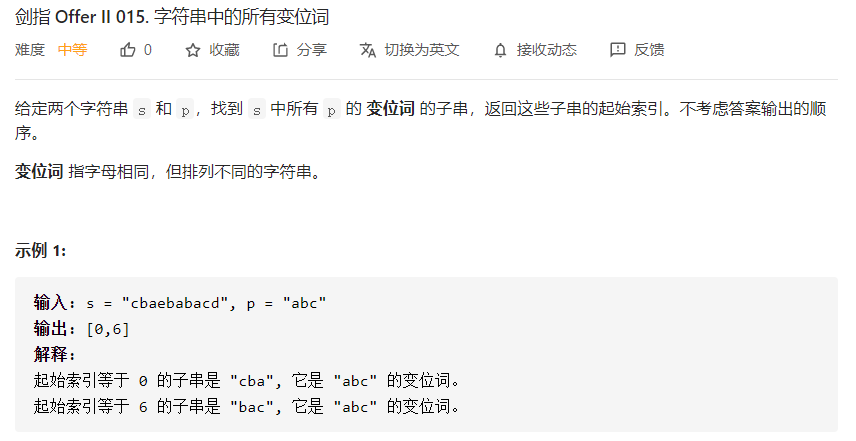 剑指 Offer II 015. 字符串中的所有变位词
难度 中等 0 收藏 分享 切换为英文 接收动态 反馈
给定两个字符串 s 和 p，找到 s 中所有 p 的 变位词 的子串，返回这些子串的起始索引。不考虑答案输出的顺
序。
变位词 指字母相同，但排列不同的字符串。
示例 1:
输入: s = "cbaebabacd", p = "abc"
输出: [0,6]
解释:
起始索引等于 0 的子串是 "cba", 它是 "abc" 的变位词。
起始索引等于 6 的子串是 "bac", 它是 "abc" 的变位词。